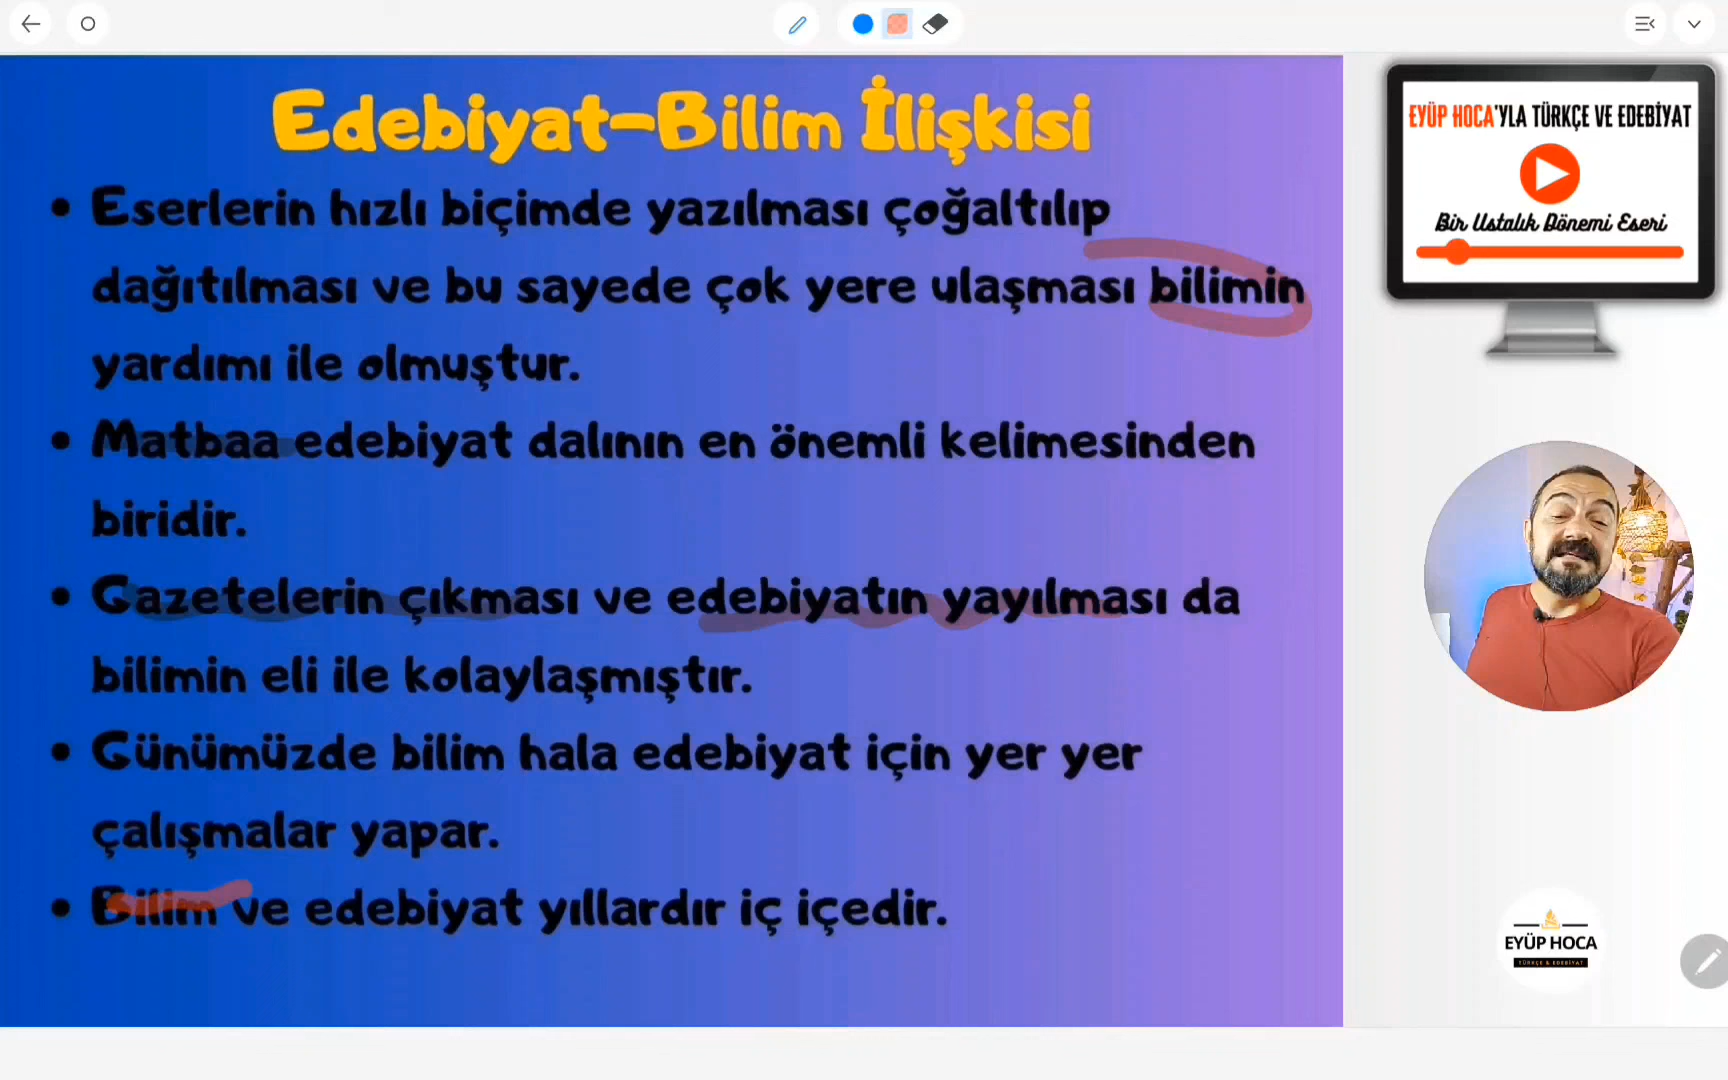 Edebiyat-Bilim İlişkisi
• Eserlerin hızlı biçimde yazılması çoğaltılıp
dağıtılması ve bu sayede çok yere ulaşması bilimin
yardımı ile olmuştur.
• Matbaa edebiyat dalının en önemli kelimesinden
biridir.
• Gazetelerin çıkması ve edebiyatın yayılması da
bilimin eli ile kolaylaşmıştır.
• Günümüzde bilim hala edebiyat için yer yer
çalışmalar yapar.
• Bilim ve edebiyat yıllardır iç içedir.
EYÜP HOCA'YLA TÜRKÇE VE EDEBİYAT
Bir Ustalık Dönemi Eseri
EYÜP HOCA
TÜRKÇE & EDEBİYAT